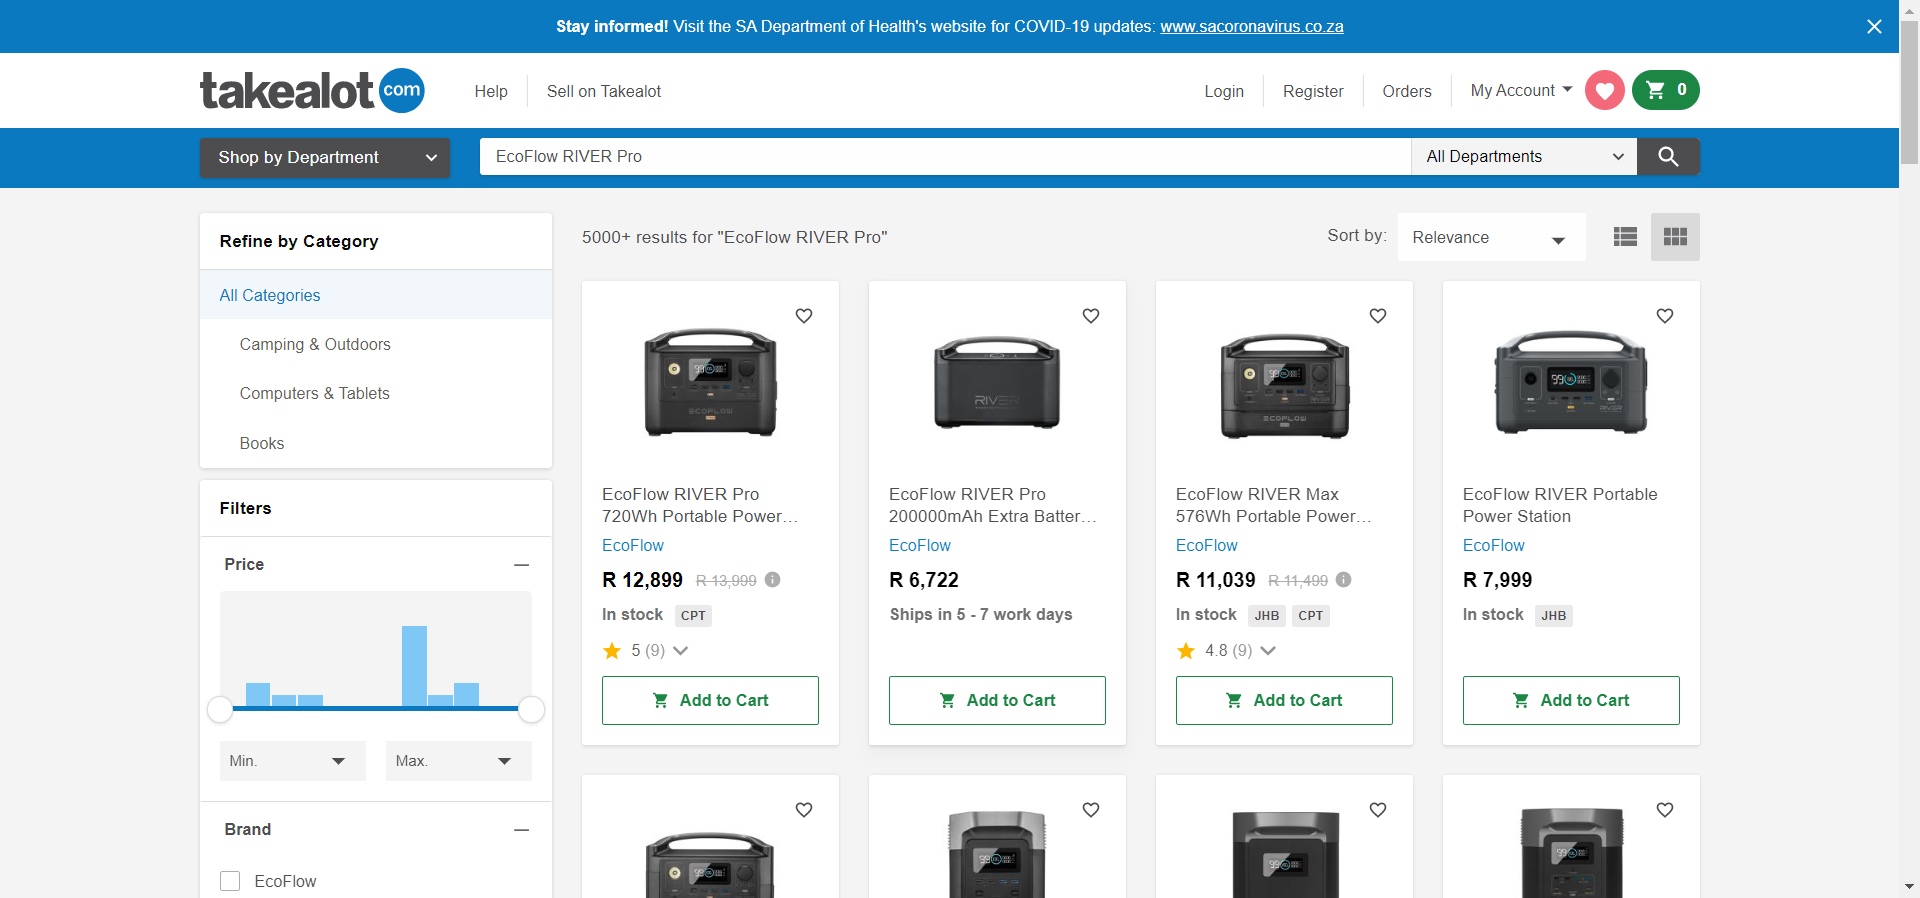 Stay informed! Visit the SA Department of Health's website for COVID-19 updates: www.sacoronavirus.co.za
takealot com
Help
Sell on Takealot
Login
Register
Orders
My Account
0
Shop by Department
EcoFlow RIVER Pro
All Departments
Refine by Category
All Categories
Camping & Outdoors
Computers & Tablets
Books
Filters
Price
Min.
Max.
Brand
EcoFlow
5000+ results for "EcoFlow RIVER Pro"
Sort by:
Relevance
ECOFLOW
EcoFlow RIVER Pro
720Wh Portable Power...
EcoFlow
R 12,899 R 13,999
In stock CPT
5 (9)
Add to Cart
RIVER
EcoFlow RIVER Pro
200000mAh Extra Batter...
EcoFlow
R 6,722
Ships in 5 - 7 work days
Add to Cart
ECOFLOW
EcoFlow RIVER Max
576Wh Portable Power...
EcoFlow
R 11,039 R 11,499
In stock JHB CPT
4.8 (9)
Add to Cart
EcoFlow RIVER Portable
Power Station
EcoFlow
R 7,999
In stock JHB
Add to Cart